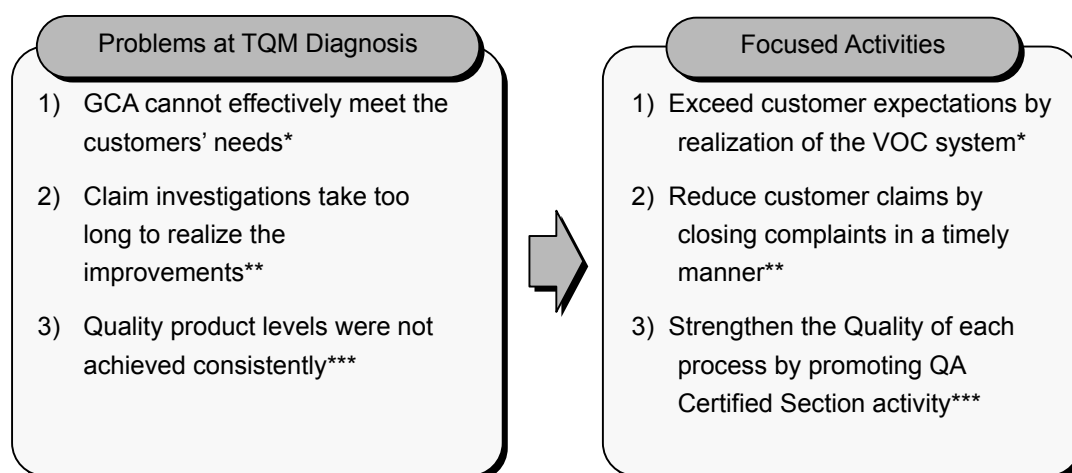 Problems at TQM Diagnosis
1) GCA cannot effectively meet the
customers’ needs*
2) Claim investigations take too
long to realize the
improvements**
3) Quality product levels were not
achieved consistently***
Focused Activities
1) Exceed customer expectations by
realization of the VOC system*
2) Reduce customer claims by
closing complaints in a timely
manner**
3) Strengthen the Quality of each
process by promoting QA
Certified Section activity***